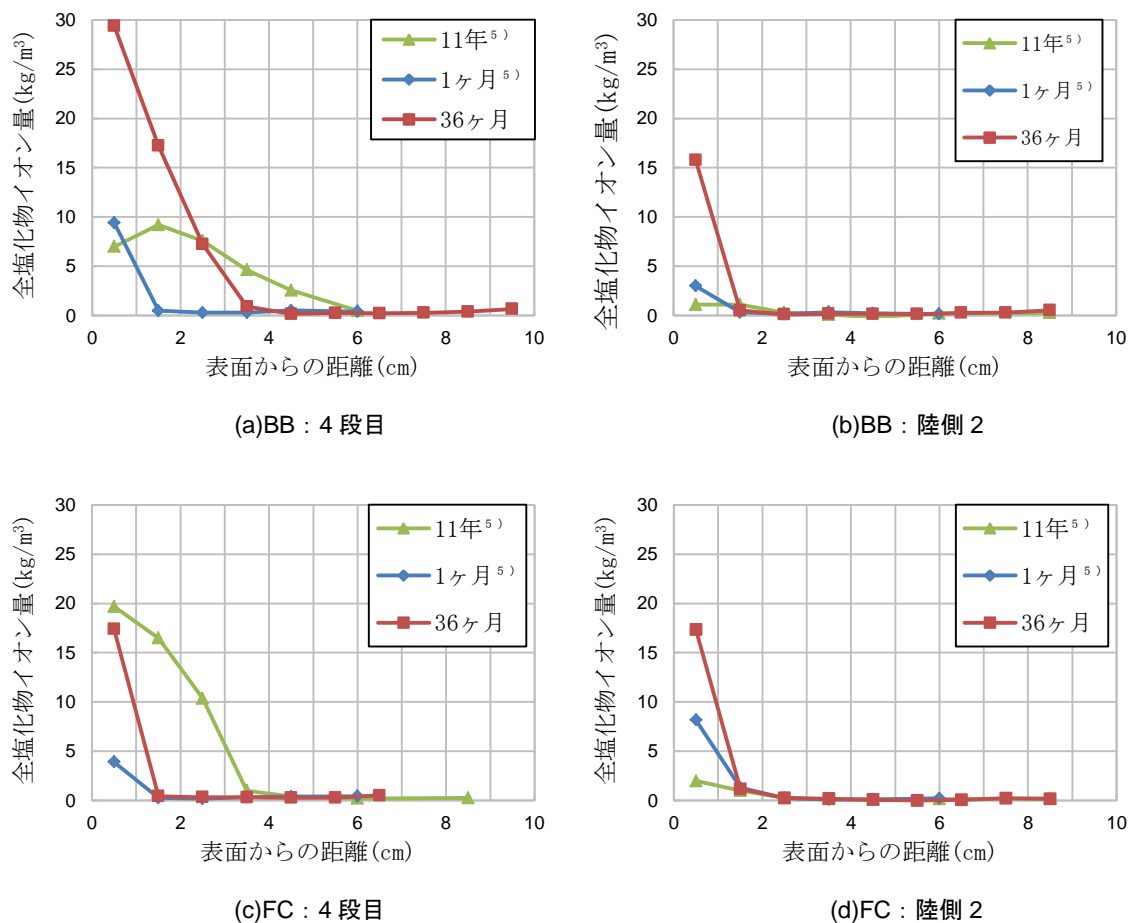 全塩化物イオン量(kg/m³)
30
25
20
15
10
5
0
0 2 4 6 8 10
表面からの距離(cm)
11年⁵⁾
1ヶ月⁵⁾
36ヶ月
(a)BB：4 段目
全塩化物イオン量(kg/m³)
30
25
20
15
10
5
0
0 2 4 6 8 10
表面からの距離(cm)
11年⁵⁾
1ヶ月⁵⁾
36ヶ月
(b)BB：陸側 2
全塩化物イオン量(kg/m³)
30
25
20
15
10
5
0
0 2 4 6 8 10
表面からの距離(cm)
11年⁵⁾
1ヶ月⁵⁾
36ヶ月
(c)FC：4 段目
全塩化物イオン量(kg/m³)
30
25
20
15
10
5
0
0 2 4 6 8 10
表面からの距離(cm)
11年⁵⁾
1ヶ月⁵⁾
36ヶ月
(d)FC：陸側 2